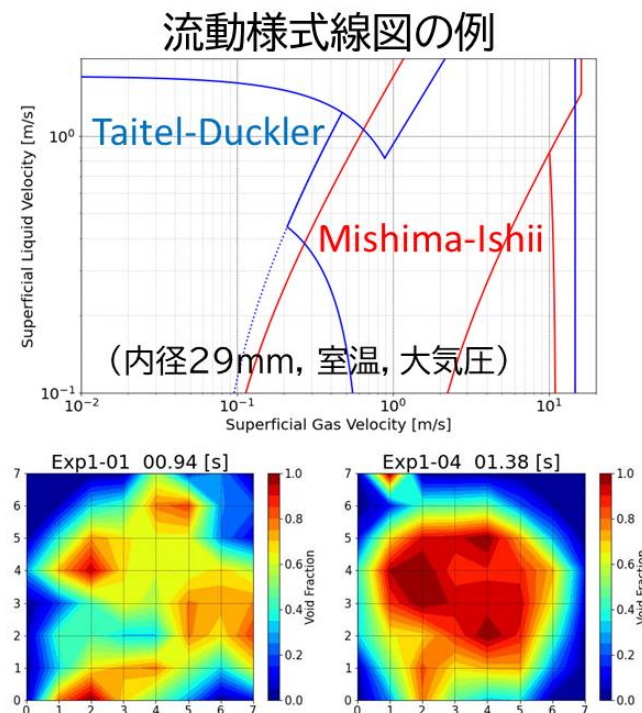 流動様式線図の例
Superficial Liquid Velocity [m/s]
10⁰
10⁻¹
Taitel-Duckler
Mishima-Ishii
(内径29mm, 室温, 大気圧)
10⁻² 10⁻¹ 10⁰ 10¹
Superficial Gas Velocity [m/s]
Exp1-01 00.94 [s]
7
6
5
4
3
2
1
0
0 1 2 3 4 5 6 7
1.0
0.8
0.6
0.4
0.2
0.0
Void Fraction
Exp1-04 01.38 [s]
7
6
5
4
3
2
1
0
0 1 2 3 4 5 6 7
1.0
0.8
0.6
0.4
0.2
0.0
Void Fraction